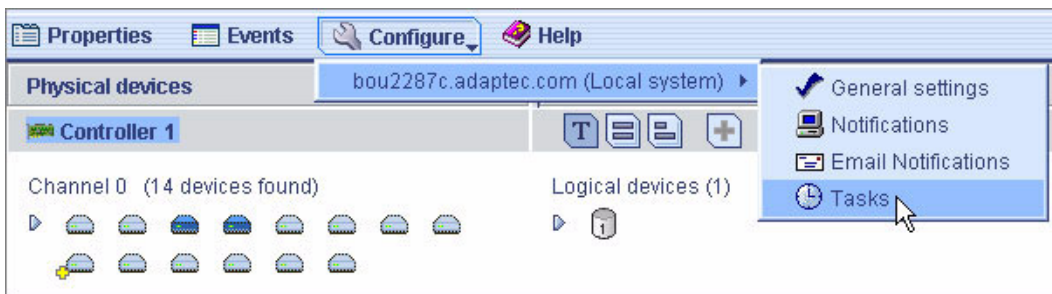 Properties Events Configure Help
Physical devices
bou2287c.adaptec.com (Local system)
General settings
Notifications
Email Notifications
Tasks
Controller 1
T
Channel 0 (14 devices found)
Logical devices (1)
1